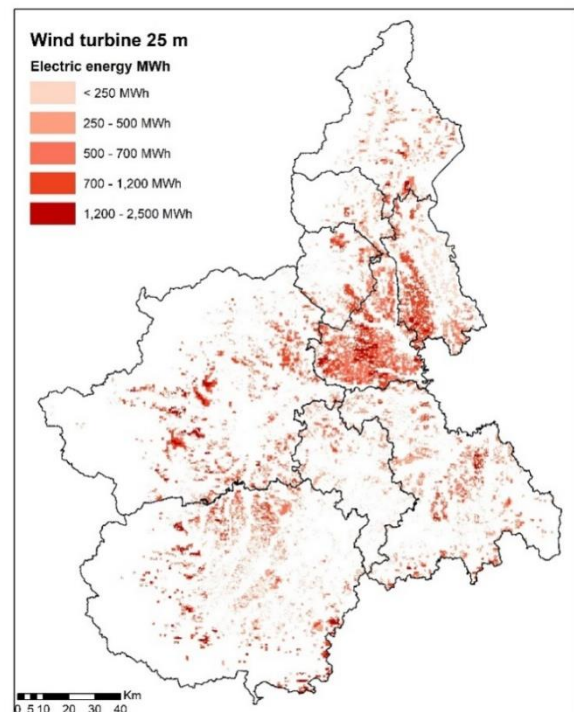 Wind turbine 25 m
Electric energy MWh
< 250 MWh
250 - 500 MWh
500 - 700 MWh
700 - 1,200 MWh
1,200 - 2,500 MWh
Km
0 5 10 20 30 40